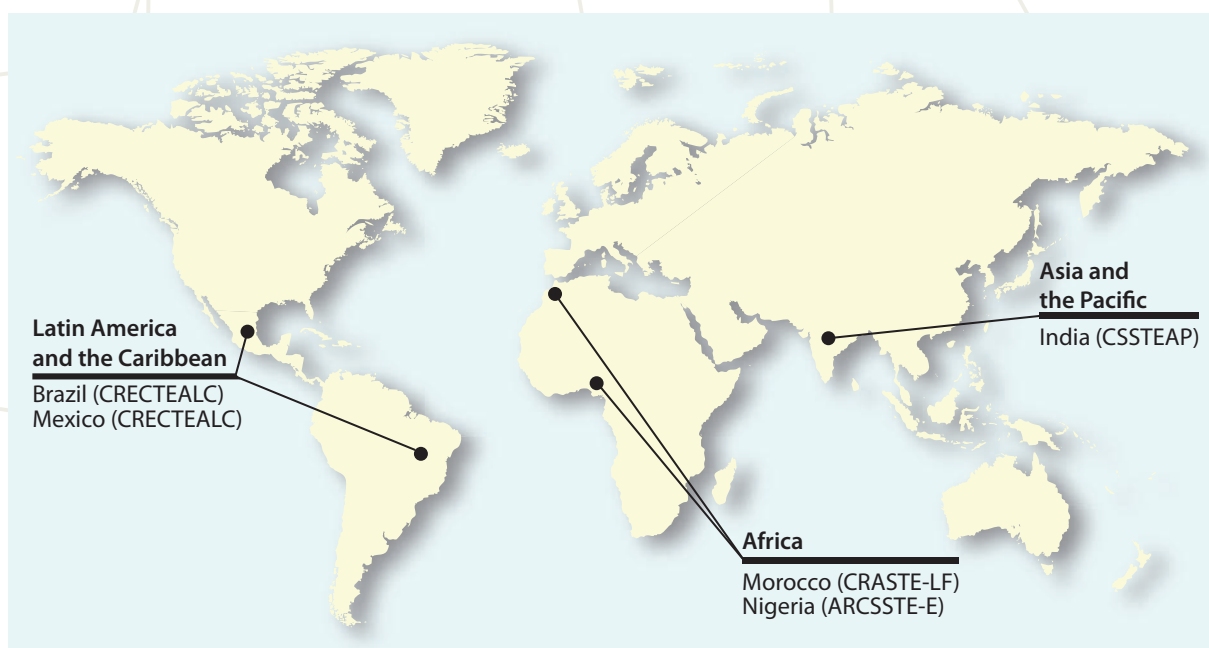 Latin America
and the Caribbean
Brazil (CRECTEALC)
Mexico (CRECTEALC)
Africa
Morocco (CRASTE-LF)
Nigeria (ARCSSTE-E)
Asia and
the Pacific
India (CSSTEAP)